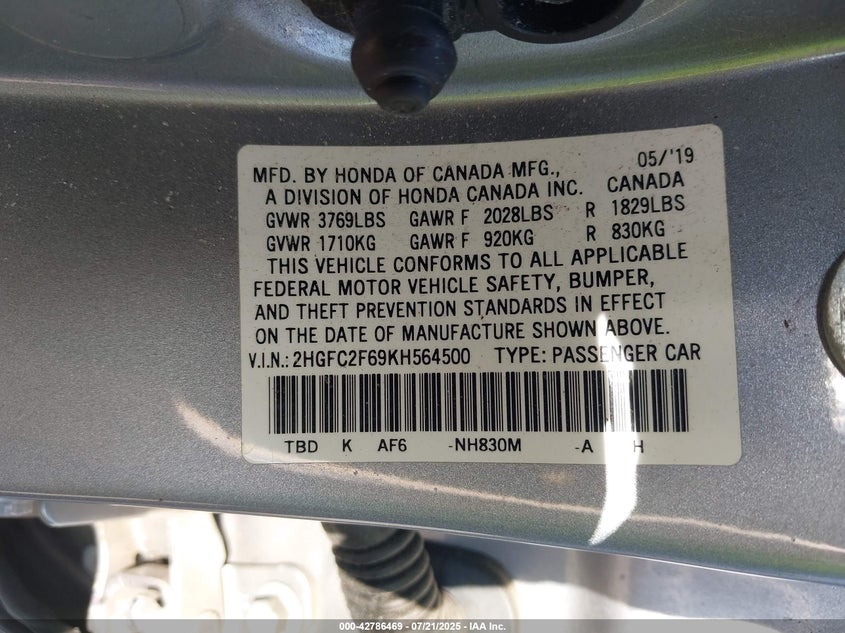 MFD. BY HONDA OF CANADA MFG., 05/'19
A DIVISION OF HONDA CANADA INC. CANADA
GVWR 3769LBS GAWR F 2028LBS R 1829LBS
GVWR 1710KG GAWR F 920KG R 830KG
THIS VEHICLE CONFORMS TO ALL APPLICABLE
FEDERAL MOTOR VEHICLE SAFETY, BUMPER,
AND THEFT PREVENTION STANDARDS IN EFFECT
ON THE DATE OF MANUFACTURE SHOWN ABOVE.
V.I.N.: 2HGFC2F69KH564500 TYPE: PASSENGER CAR
TBD K AF6 -NH830M -A H
000-42786469 - 07/21/2025 - IAA Inc.